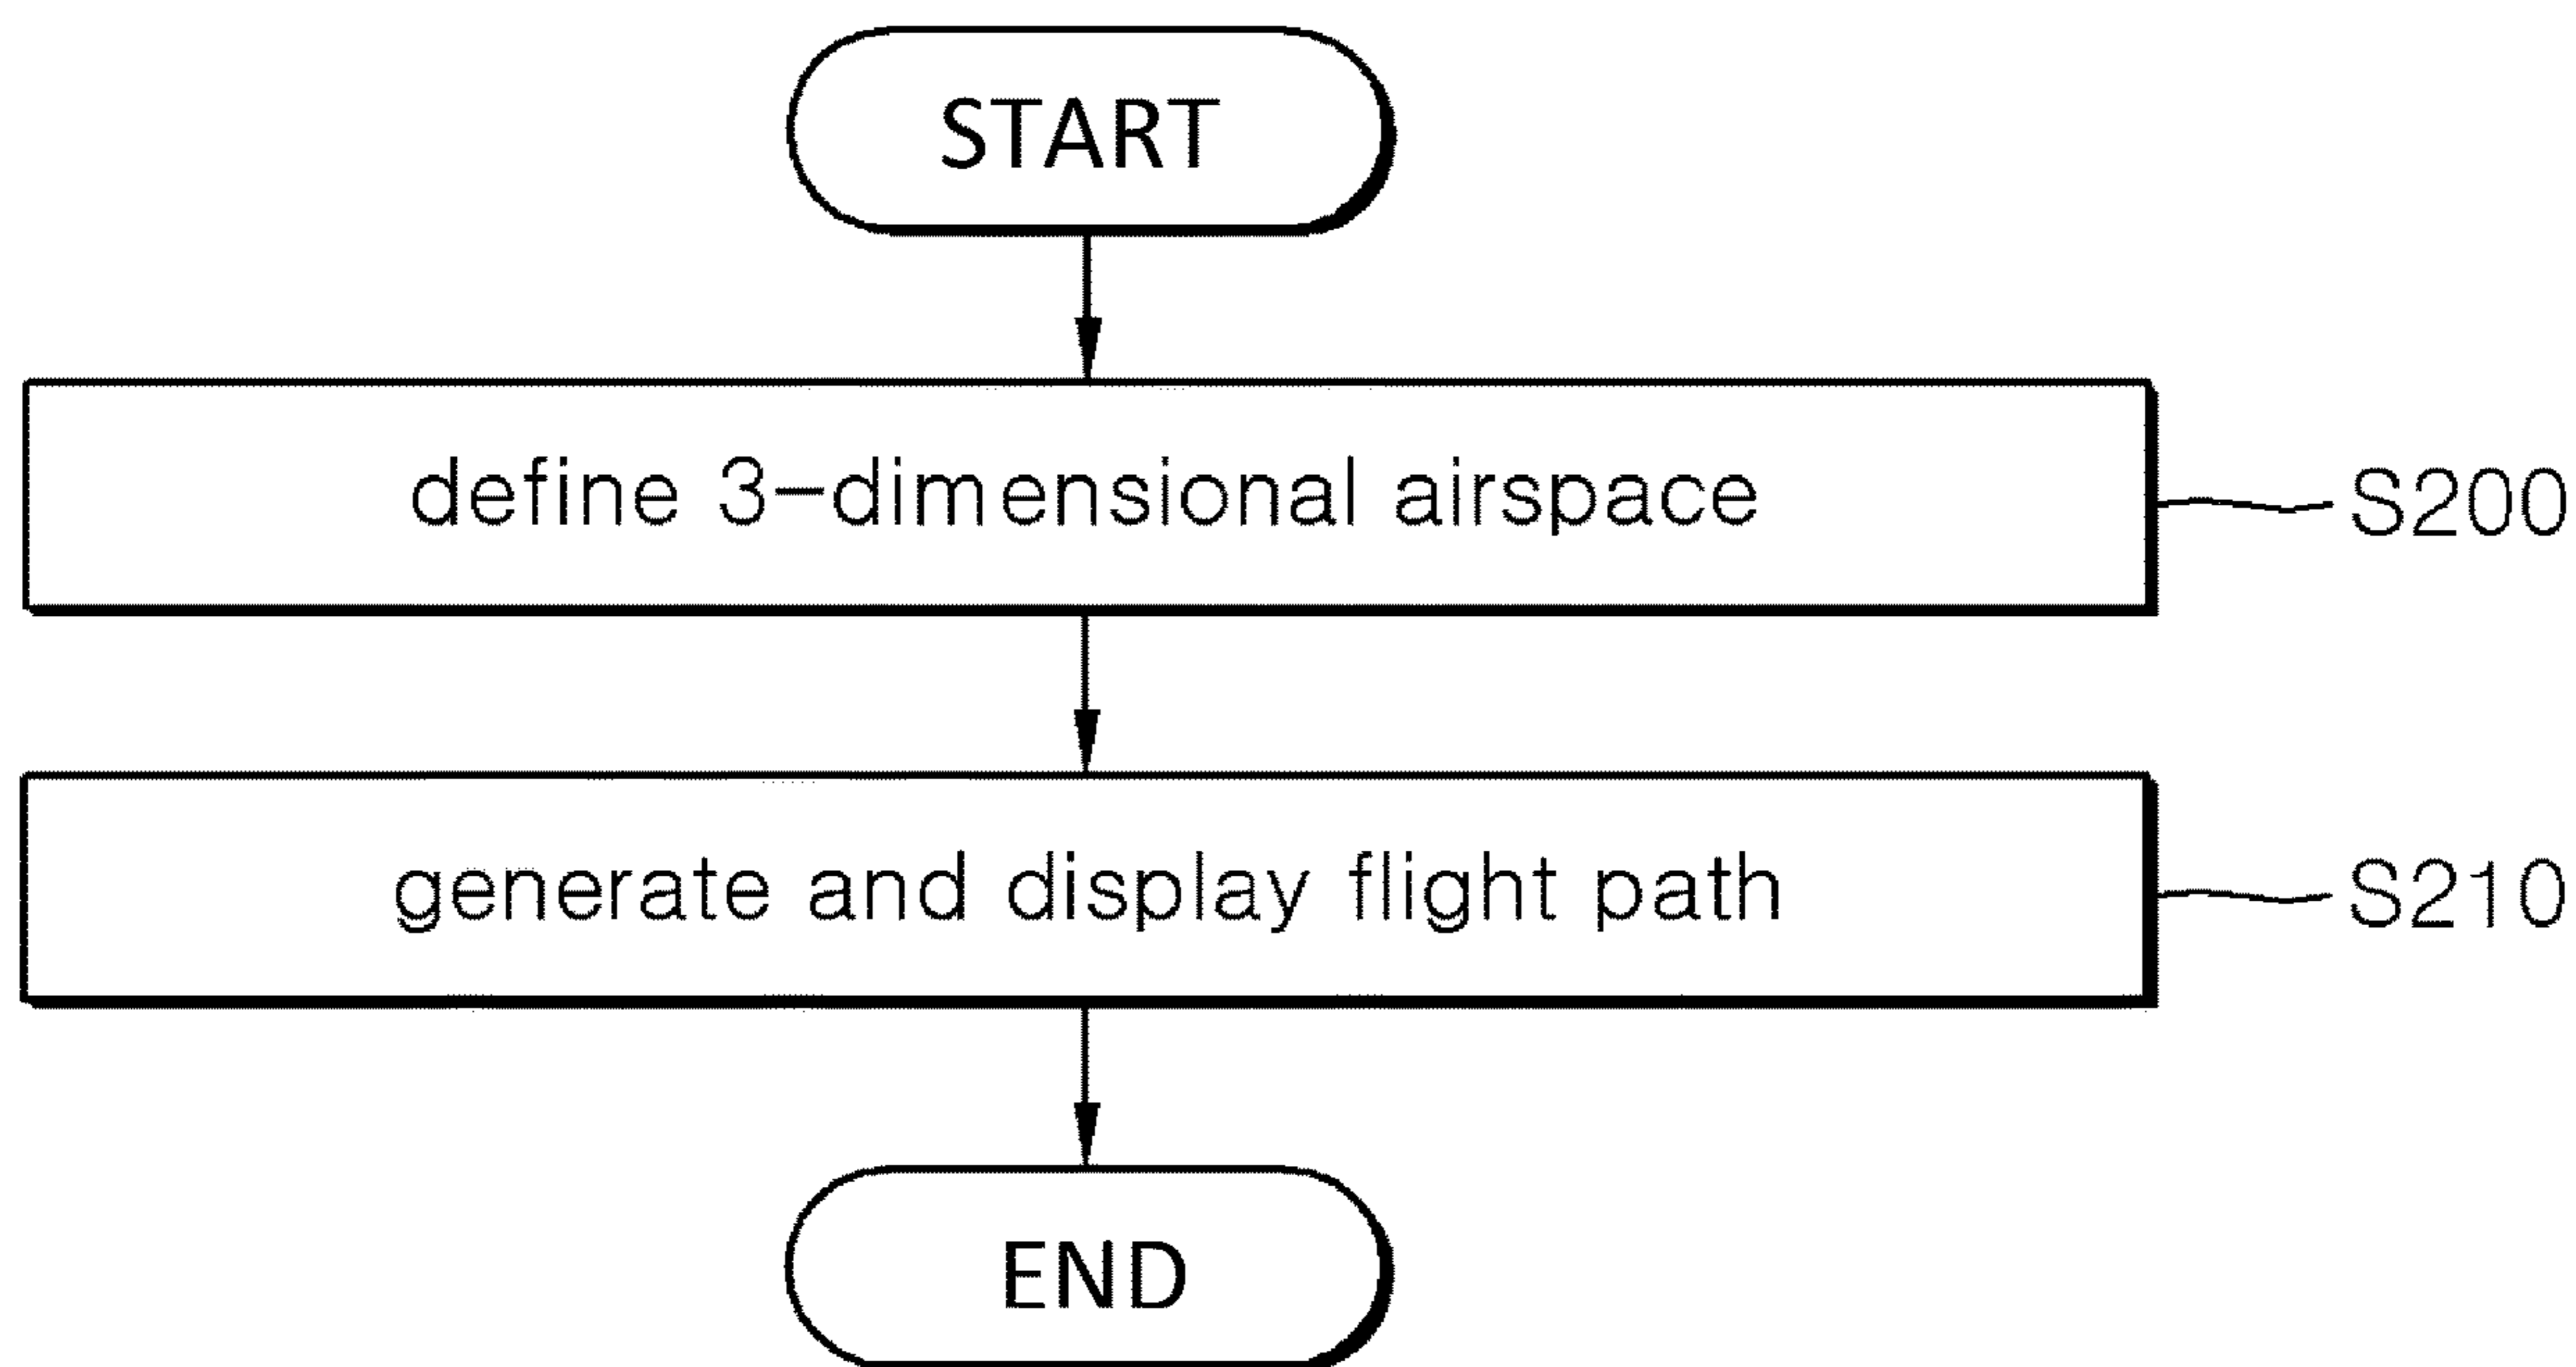 START
define 3-dimensional airspace
S200
generate and display flight path
S210
END